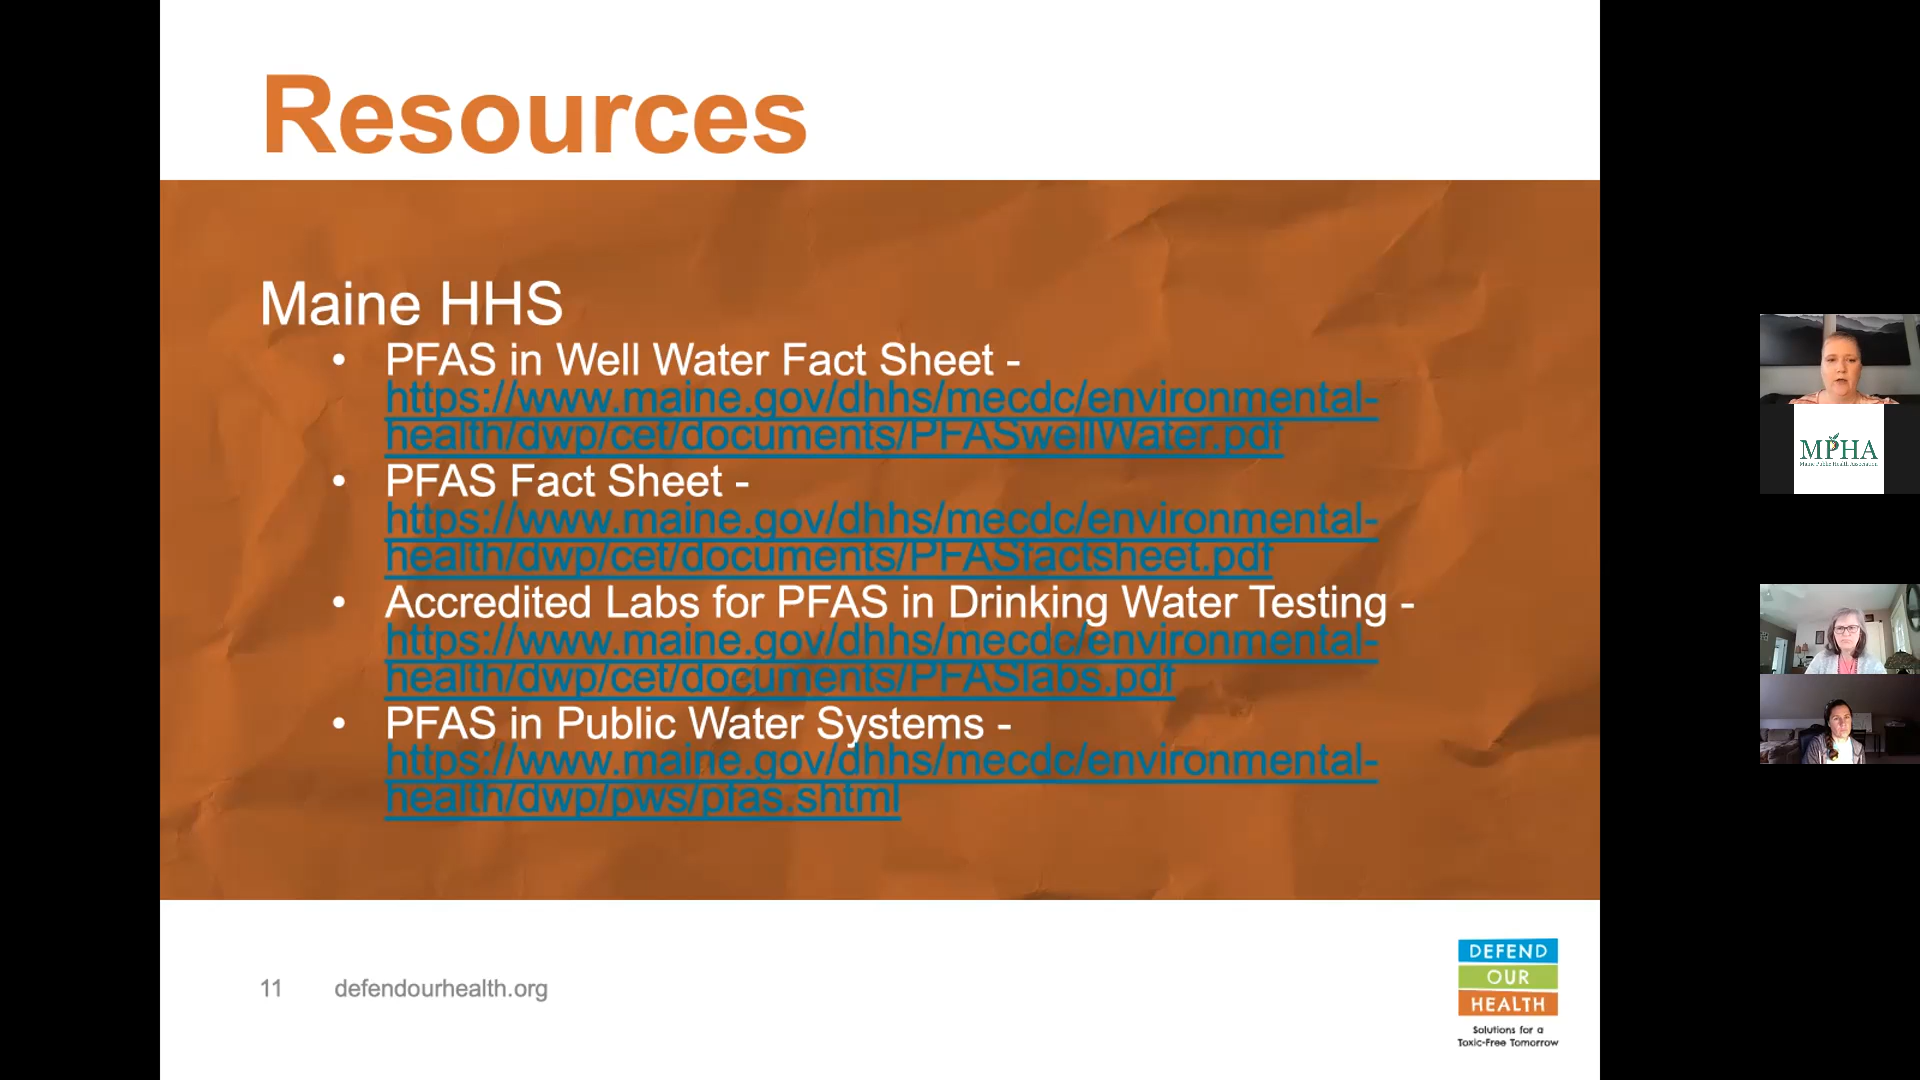 Resources
Maine HHS
• PFAS in Well Water Fact Sheet -
https://www.maine.gov/dhhs/mecdc/environmental-
health/dwp/cet/documents/PFASwellWater.pdf
• PFAS Fact Sheet -
https://www.maine.gov/dhhs/mecdc/environmental-
health/dwp/cet/documents/PFASfactsheet.pdf
• Accredited Labs for PFAS in Drinking Water Testing -
https://www.maine.gov/dhhs/mecdc/environmental-
health/dwp/cet/documents/PFASlabs.pdf
• PFAS in Public Water Systems -
https://www.maine.gov/dhhs/mecdc/environmental-
health/dwp/pws/pfas.shtml
11 defendourhealth.org
DEFEND
OUR
HEALTH
Solutions for a
Toxic-Free Tomorrow
MPHA
Maine Public Health Association